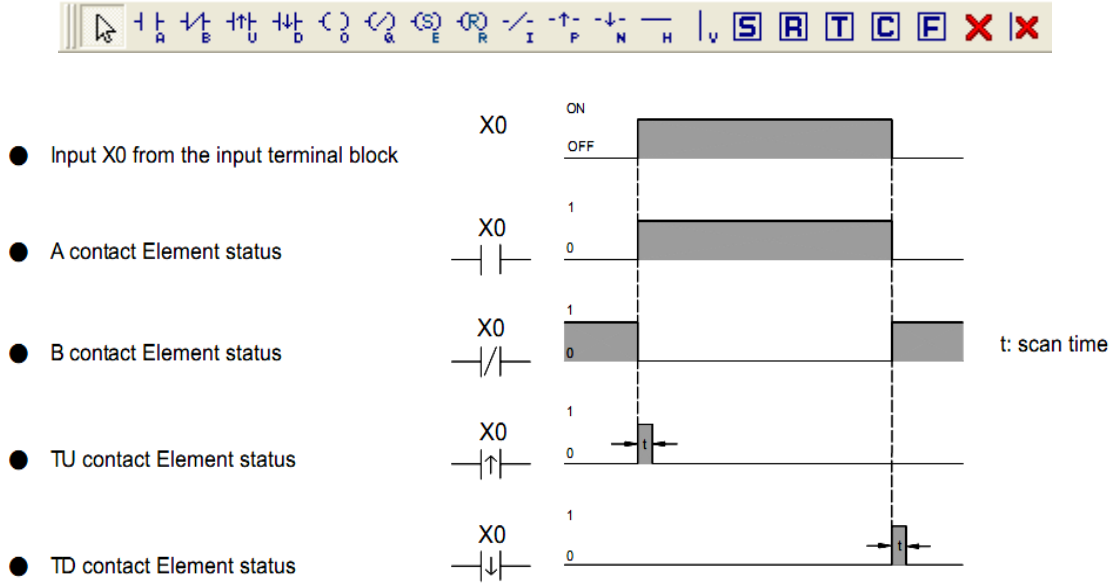 A B U D O Q S E R R I P N H V S R T C F
ON
X0
OFF
● Input X0 from the input terminal block
1
X0
● A contact Element status
0
1
X0
● B contact Element status
0
t: scan time
1
X0
t
● TU contact Element status
0
1
X0
t
● TD contact Element status
0